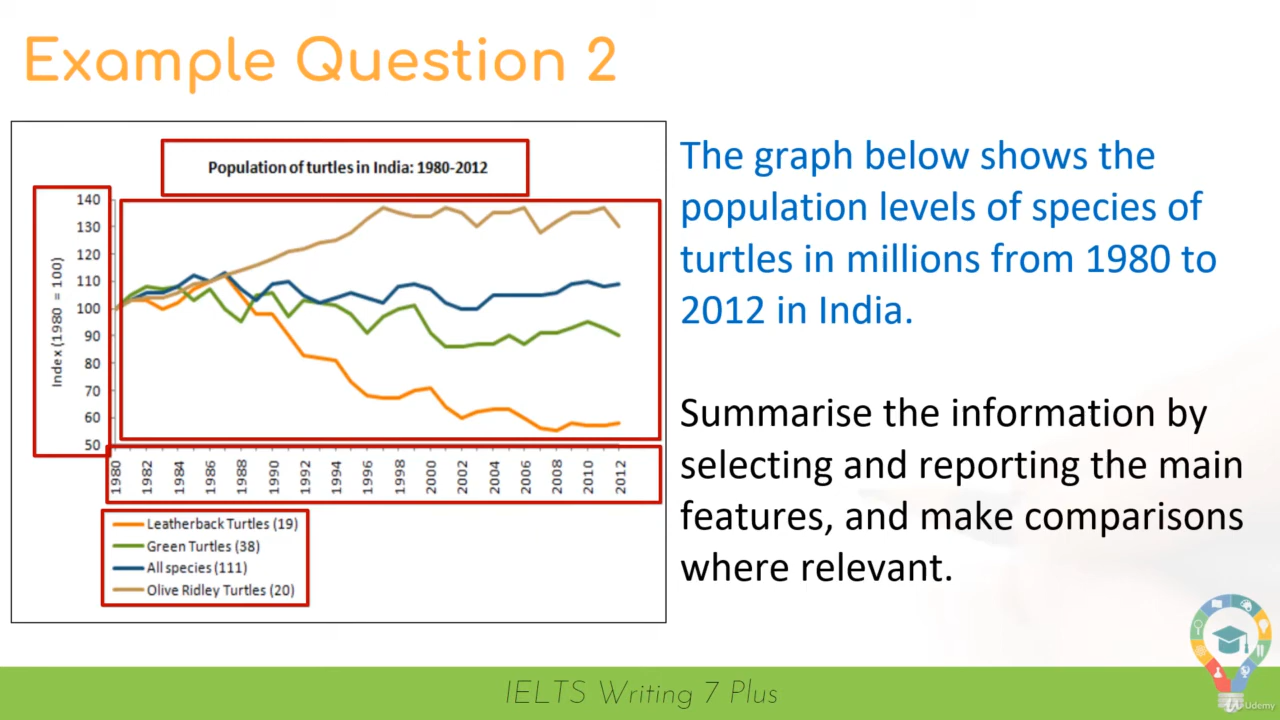 Example Question 2
Population of turtles in India: 1980-2012
Index (1980 = 100)
140
130
120
110
100
90
80
70
60
50
1980
1982
1984
1986
1988
1990
1992
1994
1996
1998
2000
2002
2004
2006
2008
2010
2012
Leatherback Turtles (19)
Green Turtles (38)
All species (111)
Olive Ridley Turtles (20)
The graph below shows the
population levels of species of
turtles in millions from 1980 to
2012 in India.
Summarise the information by
selecting and reporting the main
features, and make comparisons
where relevant.
IELTS Writing 7 Plus
Udemy